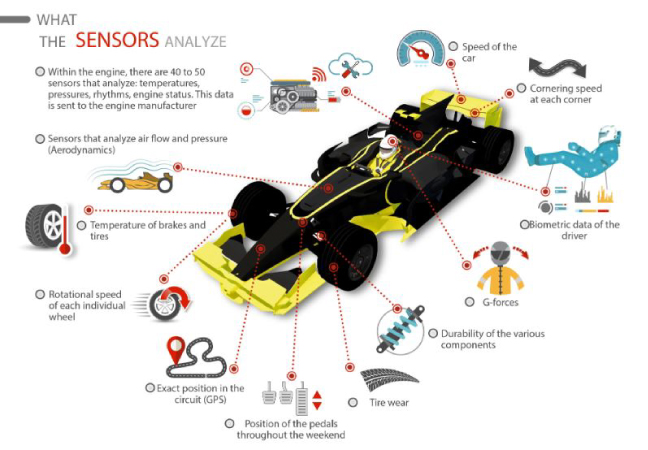 WHAT
THE SENSORS ANALYZE
Within the engine, there are 40 to 50
sensors that analyze: temperatures,
pressures, rhythms, engine status. This data
is sent to the engine manufacturer
Sensors that analyze air flow and pressure
(Aerodynamics)
Temperature of brakes and
tires
Rotational speed
of each individual
wheel
Exact position in the
circuit (GPS)
Position of the pedals
throughout the weekend
Tire wear
Durability of the various
components
G-forces
Biometric data of the
driver
Cornering speed
at each corner
Speed of the
car